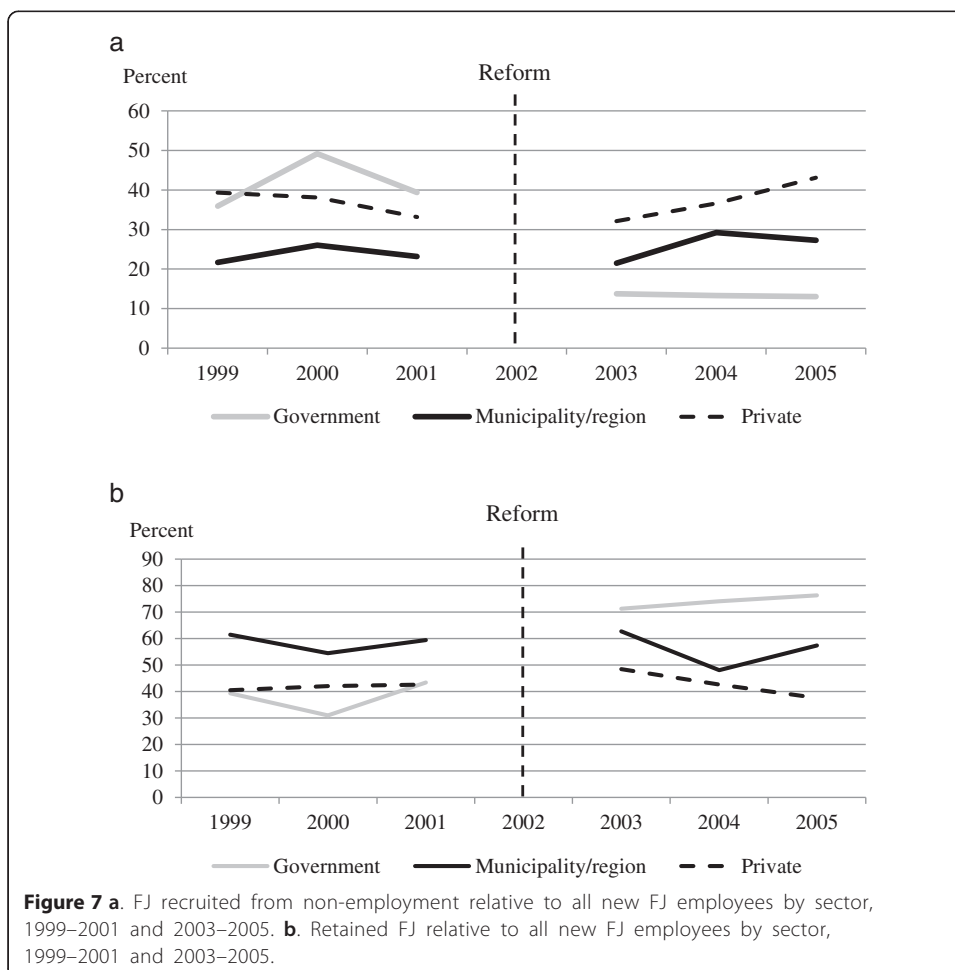 a
Percent
Reform
60
50
40
30
20
10
0
1999 2000 2001 2002 2003 2004 2005
Government Municipality/region Private
b
Percent
Reform
90
80
70
60
50
40
30
20
10
0
1999 2000 2001 2002 2003 2004 2005
Government Municipality/region Private
Figure 7 a. FJ recruited from non-employment relative to all new FJ employees by sector,
1999–2001 and 2003–2005. b. Retained FJ relative to all new FJ employees by sector,
1999–2001 and 2003–2005.